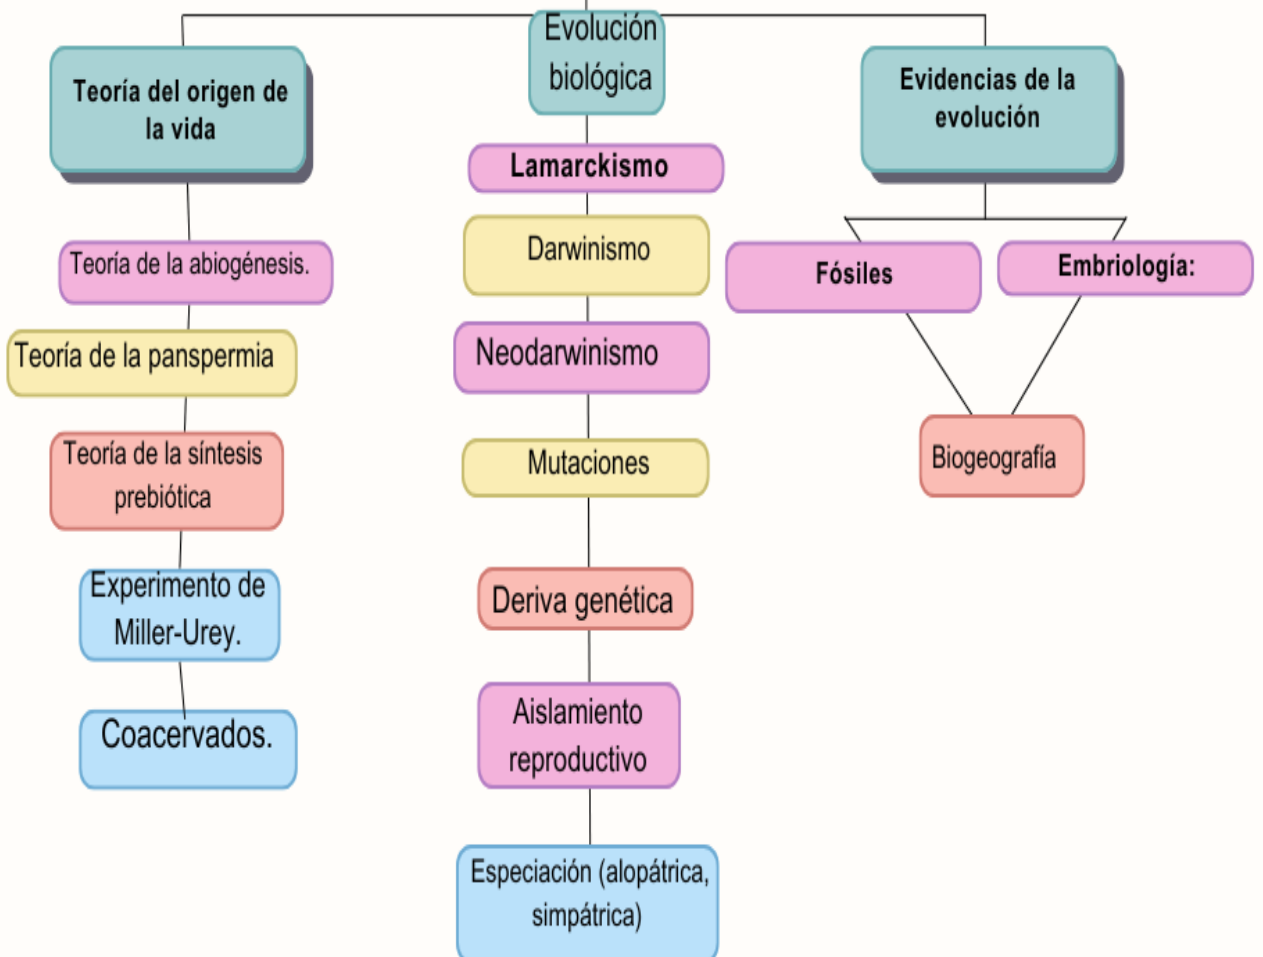 Teoría del origen de
la vida
Teoría de la abiogénesis.
Teoría de la panspermia
Teoría de la síntesis
prebiótica
Experimento de
Miller-Urey.
Coacervados.
Evolución
biológica
Lamarckismo
Darwinismo
Neodarwinismo
Mutaciones
Deriva genética
Aislamiento
reproductivo
Especiación (alopátrica,
simpátrica)
Evidencias de la
evolución
Fósiles
Embriología:
Biogeografía